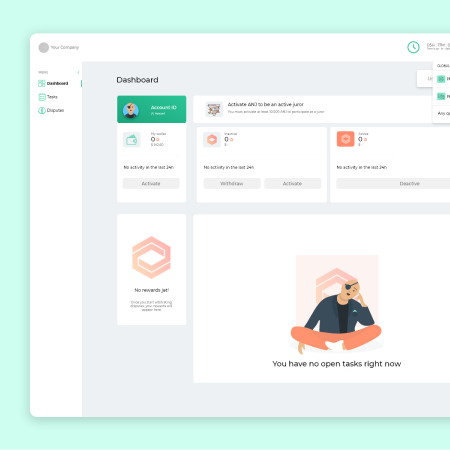 Your Company
Menu
Dashboard
Tasks
Disputes
Dashboard
Account ID
Activate ANJ to be an active juror
You must activate at least 10,000 ANJ to participate as a juror
My wallet
0
No activity in the last 24h
Activate
Inactive
0
No activity in the last 24h
Withdraw
Activate
0
No activity in the last 24h
Deactive
No rewards yet!
Once you start arbitrating
disputes, your rewards will
appear here
You have no open tasks right now
Any op